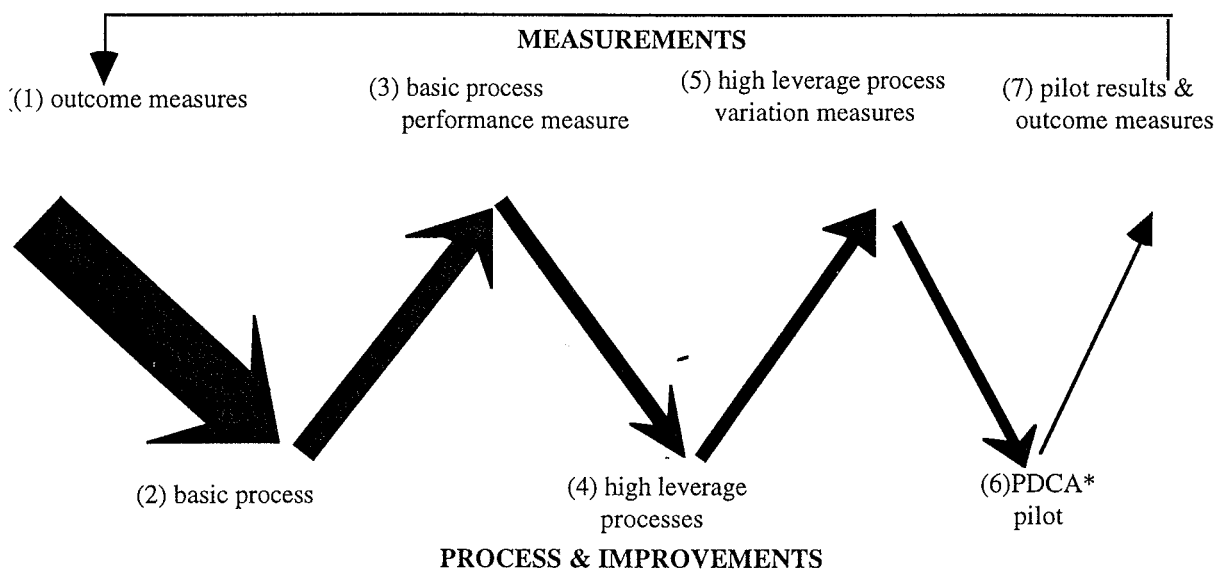 MEASUREMENTS
((1) outcome measures
(3) basic process
performance measure
(5) high leverage process
variation measures
(7) pilot results &
outcome measures
(2) basic process
(4) high leverage
processes
(6)PDCA*
pilot
PROCESS & IMPROVEMENTS